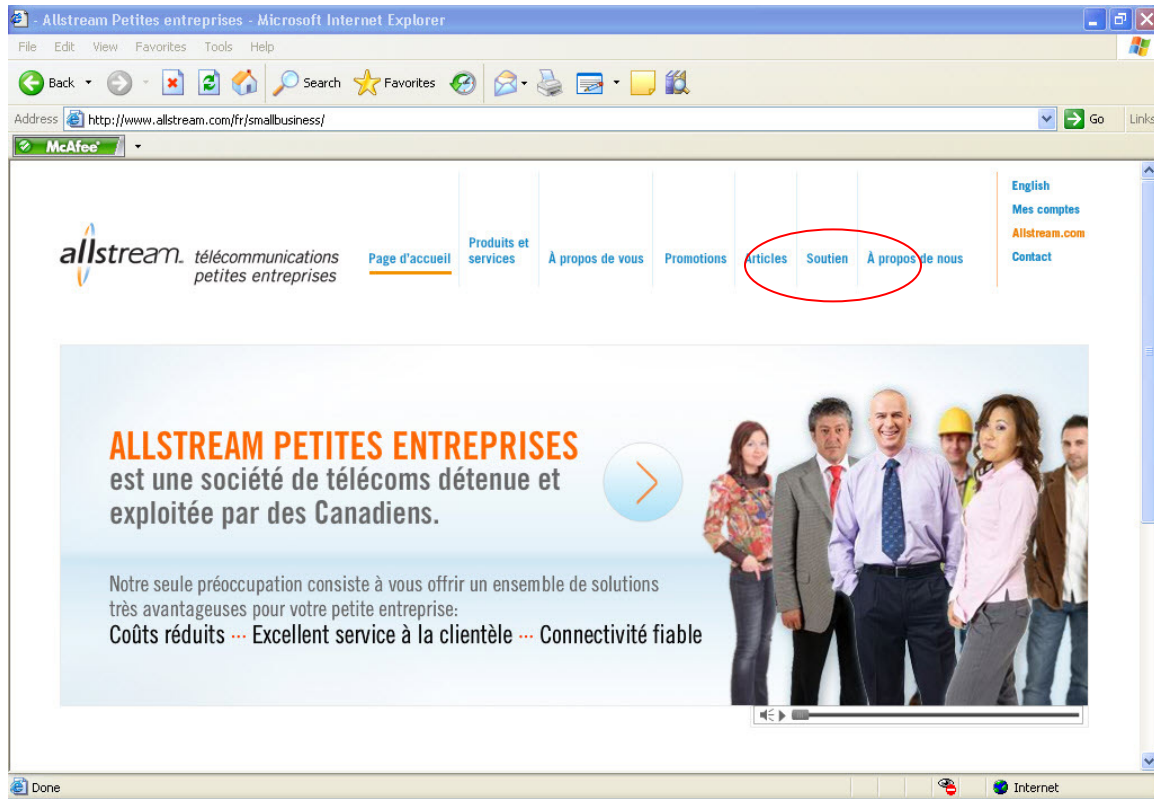 - Allstream Petites entreprises - Microsoft Internet Explorer
File Edit View Favorites Tools Help
Back Search Favorites
Address http://www.allstream.com/fr/smallbusiness/ Go Links
McAfee
English
Mes comptes
Allstream.com
Contact
allstream. télécommunications
petites entreprises
Page d'accueil
Produits et
services
À propos de vous
Promotions
Articles
Soutien
À propos de nous
ALLSTREAM PETITES ENTREPRISES
est une société de télécoms détenue et
exploitée par des Canadiens.
Notre seule préoccupation consiste à vous offrir un ensemble de solutions
très avantageuses pour votre petite entreprise:
Coûts réduits ··· Excellent service à la clientèle ··· Connectivité fiable
Done Internet